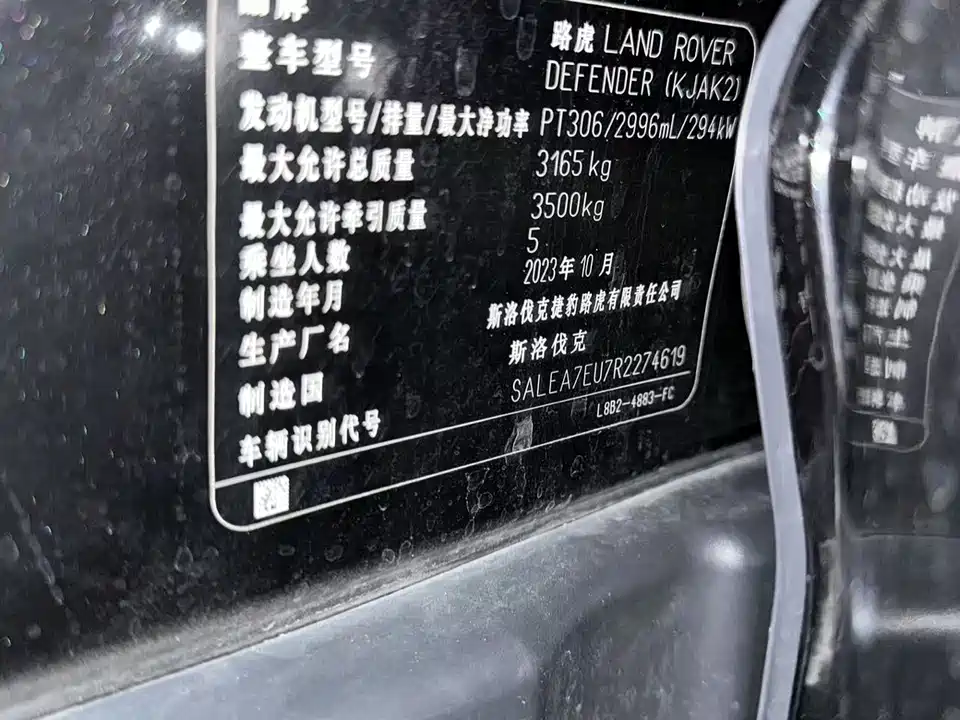 品牌 路虎 LAND ROVER
整车型号 DEFENDER (KJAK2)
发动机型号/排量/最大净功率 PT306/2996mL/294kW
最大允许总质量 3165 kg
最大允许牵引质量 3500kg
乘坐人数 5
制造年月 2023年 10 月
生产厂名 斯洛伐克捷豹路虎有限责任公司
制造国 斯洛伐克
车辆识别代号 SALEA7EU7R2274619
L8B2-4883-FC